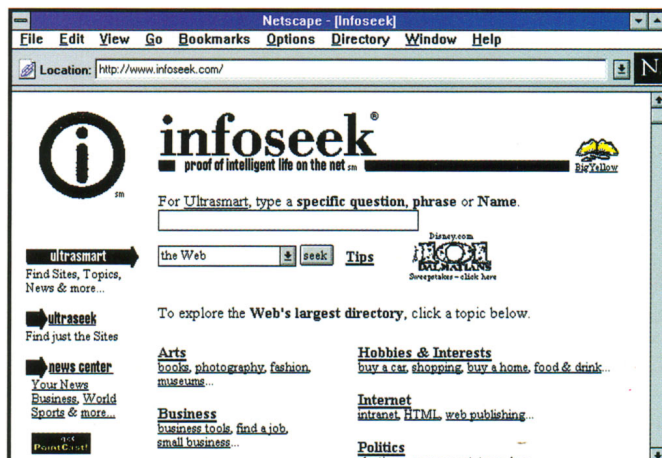 Netscape - [Infoseek]
File Edit View Go Bookmarks Options Directory Window Help
Location: http://www.infoseek.com/
N
i
sm
infoseek®
proof of intelligent life on the net sm
BigYellow
For Ultrasmart, type a specific question, phrase or Name.
the Web seek Tips
Disney.com
101
DALMATIANS
Sweepstakes - click here
ultrasmart
Find Sites, Topics,
News & more...
ultraseek
Find just the Sites
news center
Your News
Business, World
Sports & more...
get
PointCast!
To explore the Web's largest directory, click a topic below.
Arts
books, photography, fashion,
museums...
Business
business tools, find a job,
small business...
Hobbies & Interests
buy a car, shopping, buy a home, food & drink...
Internet
intranet, HTML, web publishing...
Politics